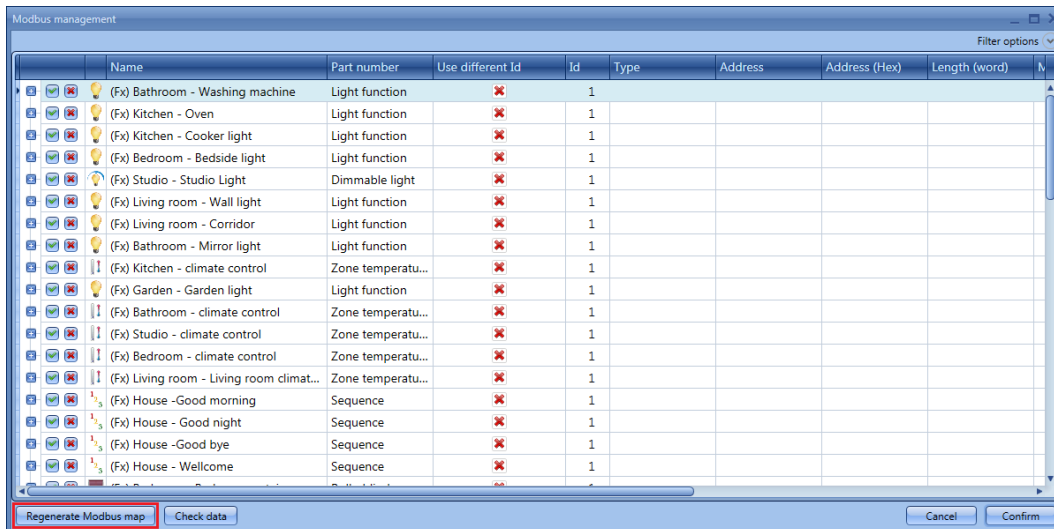 Modbus management
Filter options
Name Part number Use different Id Id Type Address Address (Hex) Length (word)
(Fx) Bathroom - Washing machine Light function 1
(Fx) Kitchen - Oven Light function 1
(Fx) Kitchen - Cooker light Light function 1
(Fx) Bedroom - Bedside light Light function 1
(Fx) Studio - Studio Light Dimmable light 1
(Fx) Living room - Wall light Light function 1
(Fx) Living room - Corridor Light function 1
(Fx) Bathroom - Mirror light Light function 1
(Fx) Kitchen - climate control Zone temperatu... 1
(Fx) Garden - Garden light Light function 1
(Fx) Bathroom - climate control Zone temperatu... 1
(Fx) Studio - climate control Zone temperatu... 1
(Fx) Bedroom - climate control Zone temperatu... 1
(Fx) Living room - Living room climat... Zone temperatu... 1
(Fx) House -Good morning Sequence 1
(Fx) House - Good night Sequence 1
(Fx) House -Good bye Sequence 1
(Fx) House - Wellcome Sequence 1
Regenerate Modbus map Check data Cancel Confirm